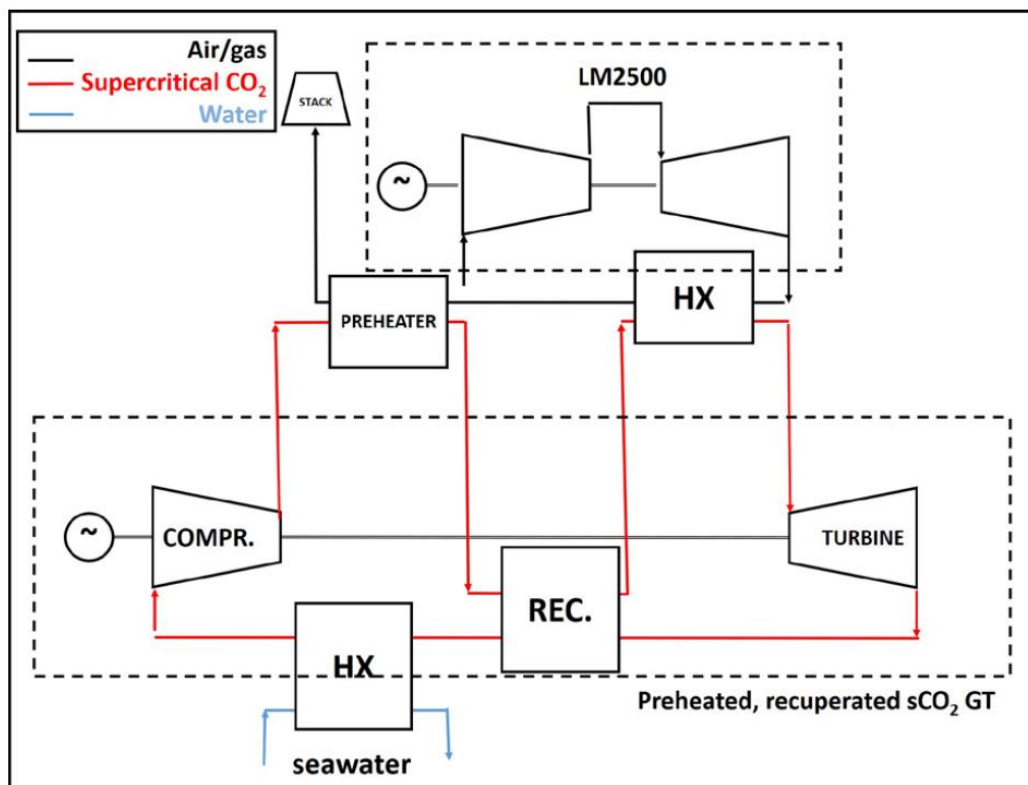 Air/gas
Supercritical CO₂
Water
STACK
LM2500
~
PREHEATER
HX
~
COMPR.
TURBINE
REC.
HX
Preheated, recuperated sCO₂ GT
seawater